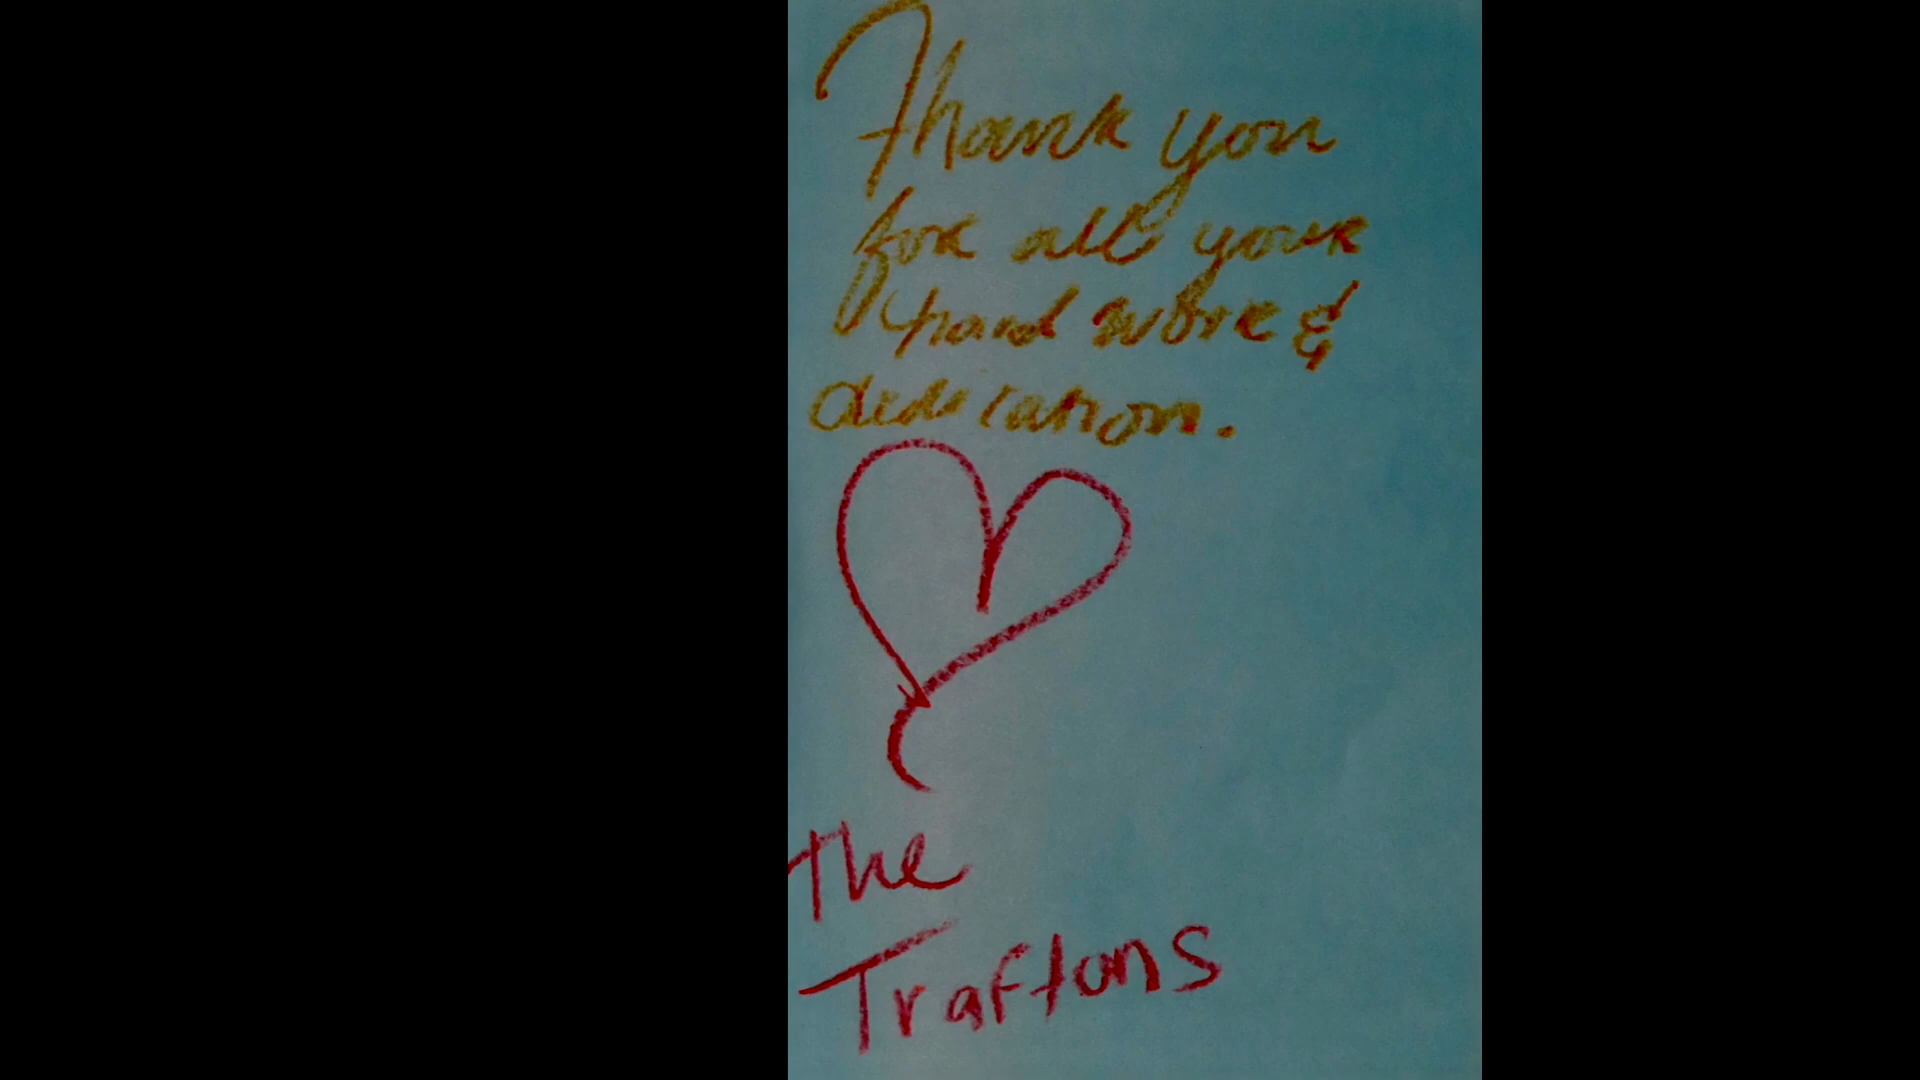 Thank you
for all your
hard work &
dedication.
The
Traftons